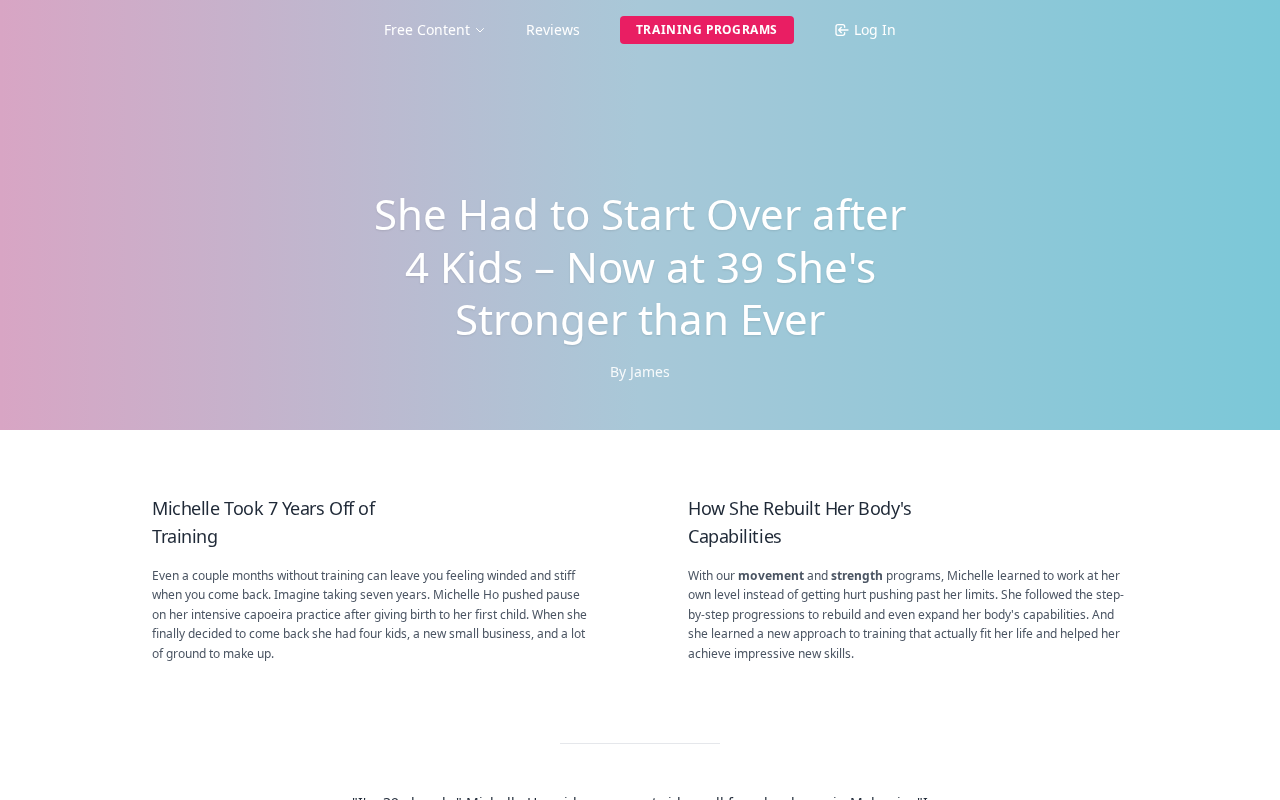 Free Content
Reviews
TRAINING PROGRAMS
Log In
She Had to Start Over after
4 Kids – Now at 39 She's
Stronger than Ever
By James
Michelle Took 7 Years Off of
Training
Even a couple months without training can leave you feeling winded and stiff
when you come back. Imagine taking seven years. Michelle Ho pushed pause
on her intensive capoeira practice after giving birth to her first child. When she
finally decided to come back she had four kids, a new small business, and a lot
of ground to make up.
How She Rebuilt Her Body's
Capabilities
With our movement and strength programs, Michelle learned to work at her
own level instead of getting hurt pushing past her limits. She followed the step-
by-step progressions to rebuild and even expand her body's capabilities. And
she learned a new approach to training that actually fit her life and helped her
achieve impressive new skills.